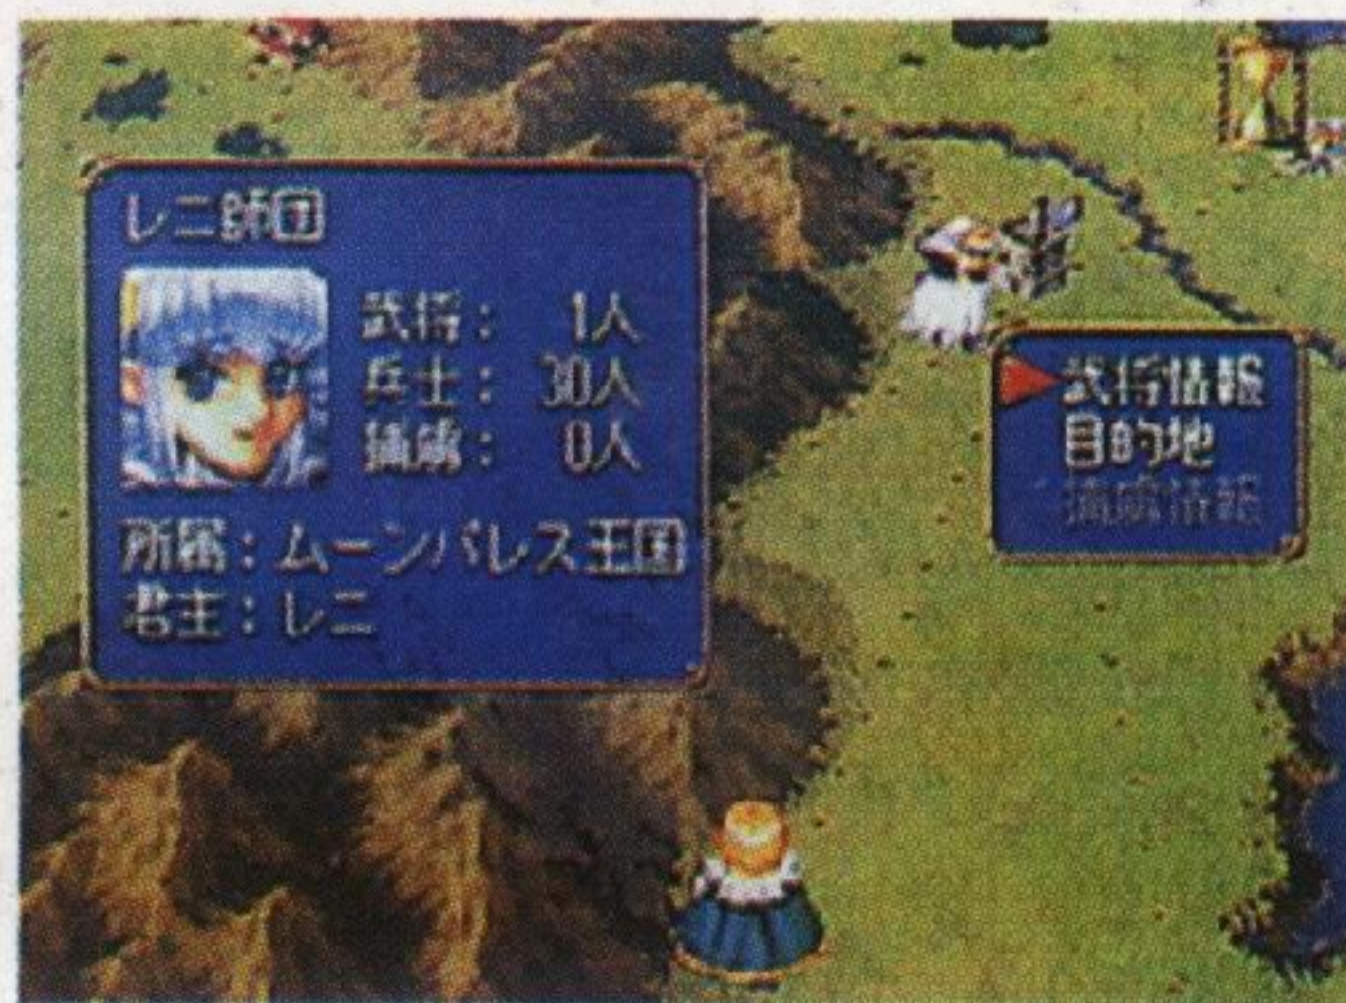 レニ師団
武将： 1人
兵士： 30人
捕虜： 0人
所属：ムーンパレス王国
君主：レニ
武将情報
目的地
捕虜情報